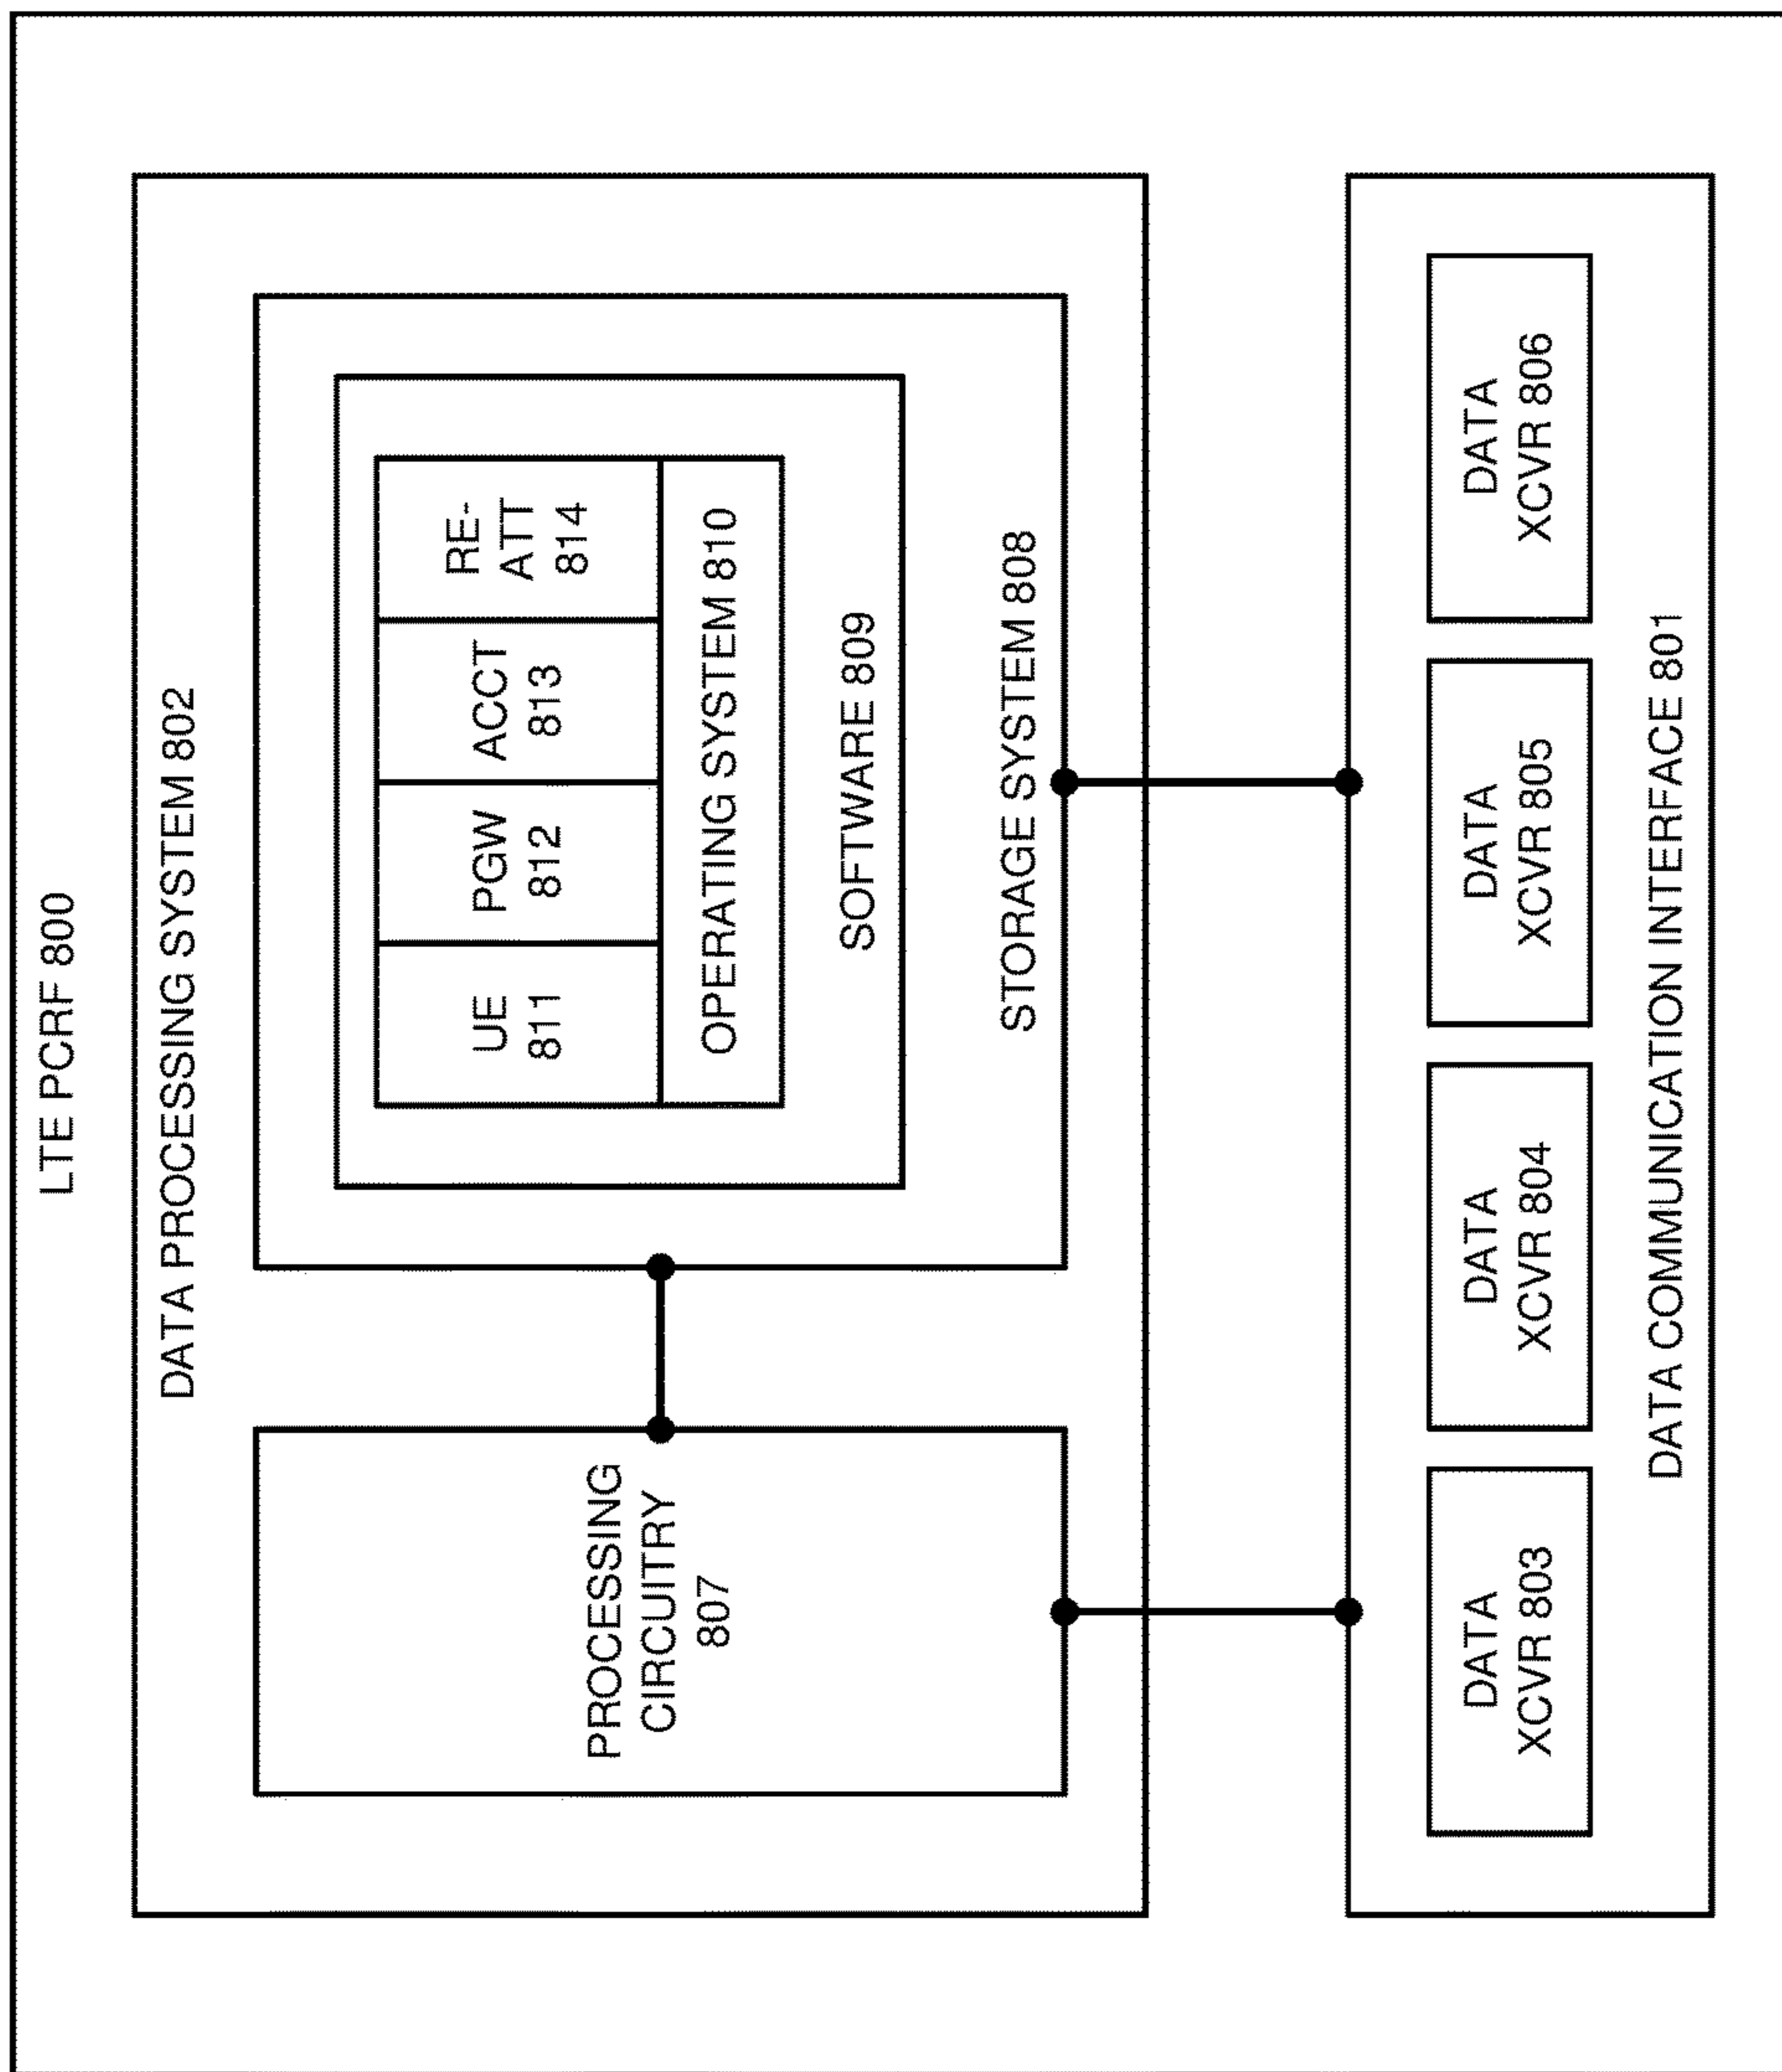 LTE PCRF 800
DATA PROCESSING SYSTEM 802
PROCESSING
CIRCUITRY
807
UE
811
PGW
812
ACCT
813
RE-
ATT
814
OPERATING SYSTEM 810
SOFTWARE 809
STORAGE SYSTEM 808
DATA
XCVR 803
DATA
XCVR 804
DATA
XCVR 805
DATA
XCVR 806
DATA COMMUNICATION INTERFACE 801